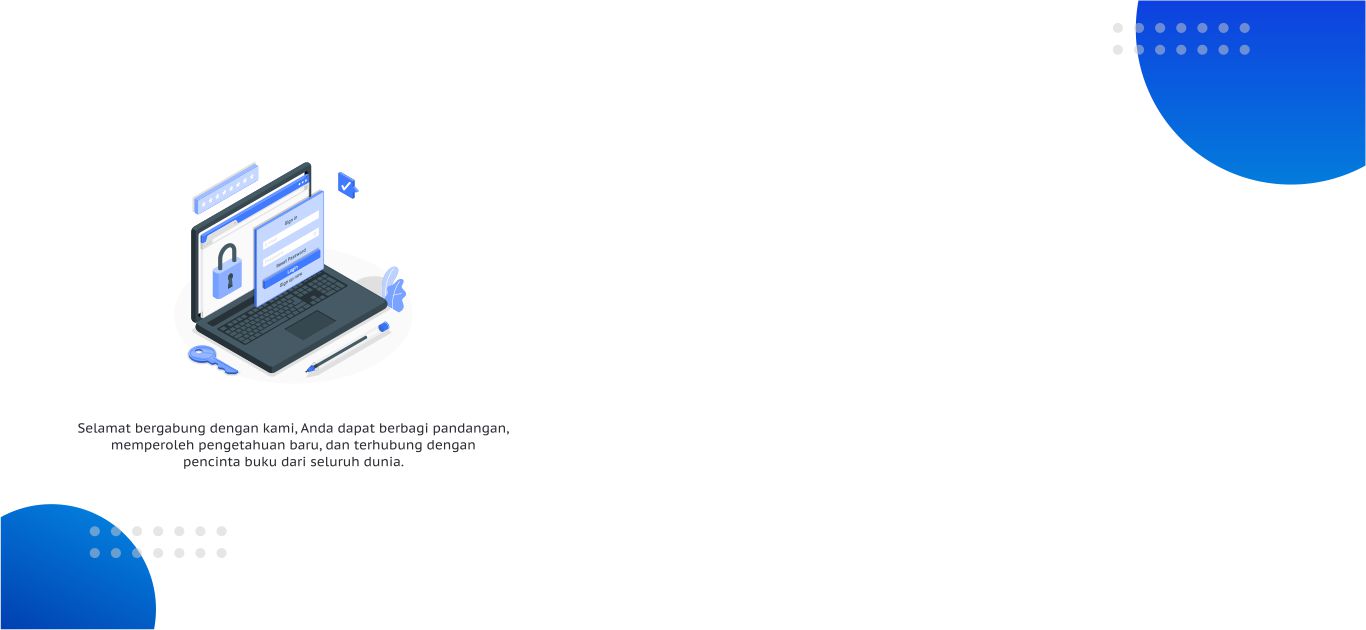 Sign in
Reset Password
Login
Sign up now
Selamat bergabung dengan kami, Anda dapat berbagi pandangan,
memperoleh pengetahuan baru, dan terhubung dengan
pencinta buku dari seluruh dunia.